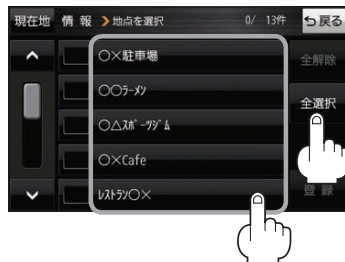 現在地 情 報 地点を選択 0/ 13件 戻る
○×駐車場 全解除
○○ﾗｰﾒﾝ
全選択
○△ｽﾎﾟｰﾂｼﾞﾑ
○×Cafe
ﾚｽﾄﾗﾝ○× 登 録